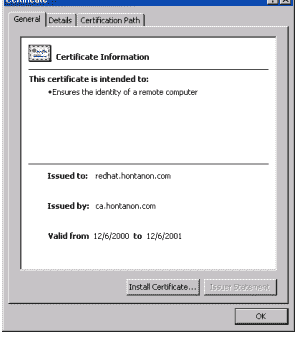 Certificate
General
Details
Certification Path
Certificate Information
This certificate is intended to:
•Ensures the identity of a remote computer
Issued to: redhat.hontanon.com
Issued by: ca.hontanon.com
Valid from 12/6/2000 to 12/6/2001
Install Certificate...
Issuer Statement
OK